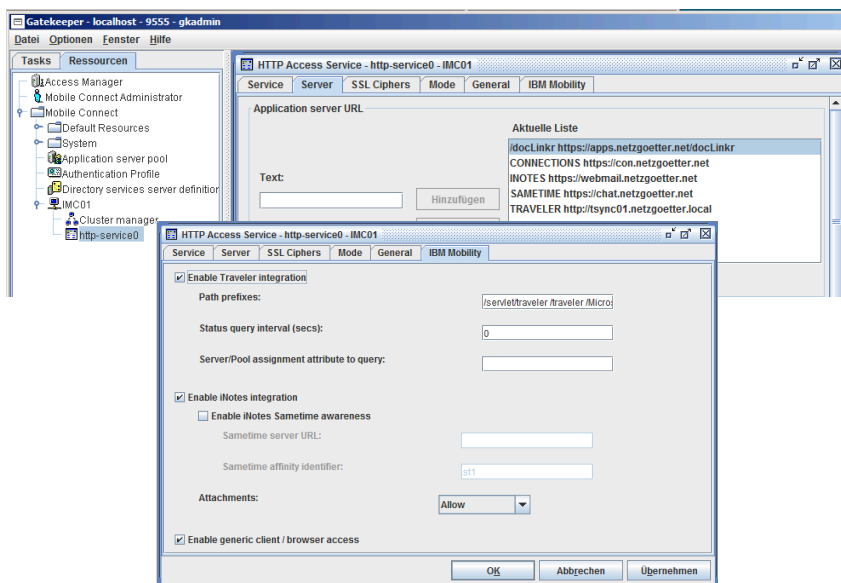 Gatekeeper - localhost - 9555 - gkadmin
Datei Optionen Fenster Hilfe
Tasks Ressourcen
Access Manager
Mobile Connect Administrator
Mobile Connect
Default Resources
System
Application server pool
Authentication Profile
Directory services server definition
IMC01
Cluster manager
http-service0
HTTP Access Service - http-service0 - IMC01
Service Server SSL Ciphers Mode General IBM Mobility
Application server URL
Aktuelle Liste
/docLinkr https://apps.netzgoetter.net/docLinkr
CONNECTIONS https://con.netzgoetter.net
INOTES https://webmail.netzgoetter.net
SAMETIME https://chat.netzgoetter.net
TRAVELER http://tsync01.netzgoetter.local
Text:
Hinzufügen
HTTP Access Service - http-service0 - IMC01
Service Server SSL Ciphers Mode General IBM Mobility
Enable Traveler integration
Path prefixes:
/servlet/traveler /traveler /Micros
Status query interval (secs):
0
Server/Pool assignment attribute to query:
Enable iNotes integration
Enable iNotes Sametime awareness
Sametime server URL:
Sametime affinity identifier:
st1
Attachments:
Allow
Enable generic client / browser access
OK Abbrechen Übernehmen